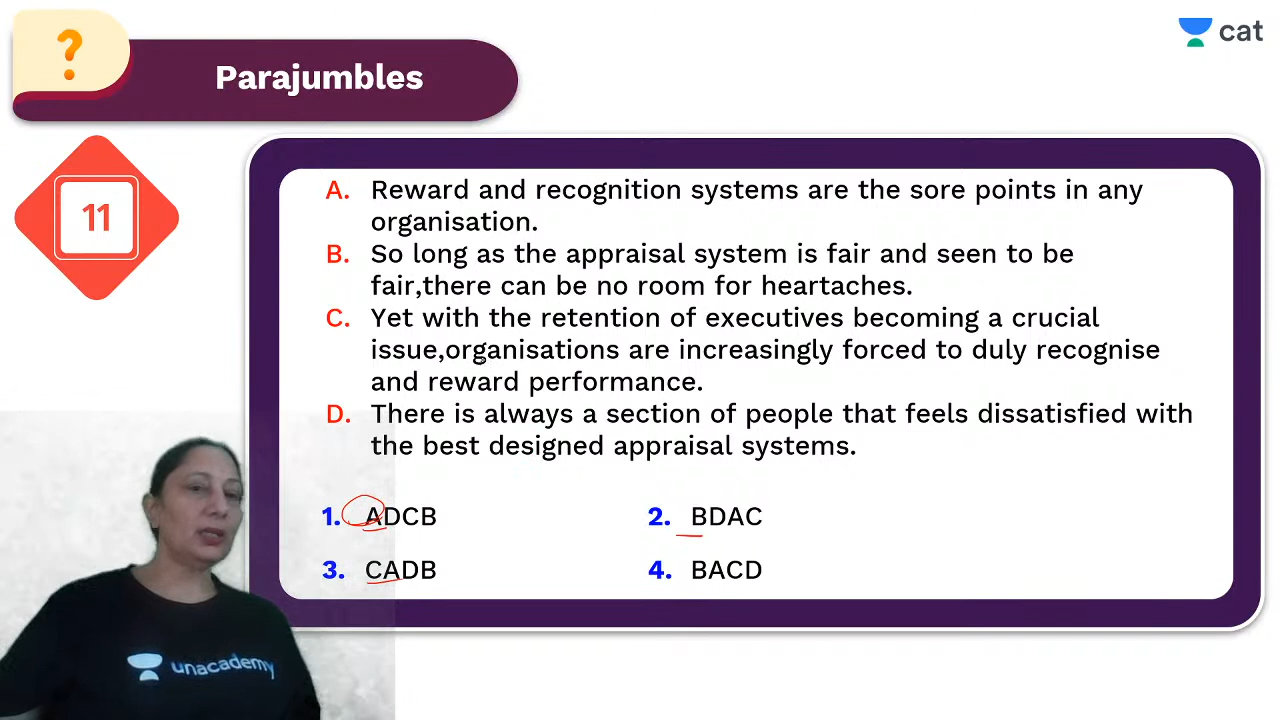 ?
Parajumbles
cat
11
A. Reward and recognition systems are the sore points in any
organisation.
B. So long as the appraisal system is fair and seen to be
fair,there can be no room for heartaches.
C. Yet with the retention of executives becoming a crucial
issue,organisations are increasingly forced to duly recognise
and reward performance.
D. There is always a section of people that feels dissatisfied with
the best designed appraisal systems.
1. ADCB
2. BDAC
3. CADB
4. BACD
unacademy